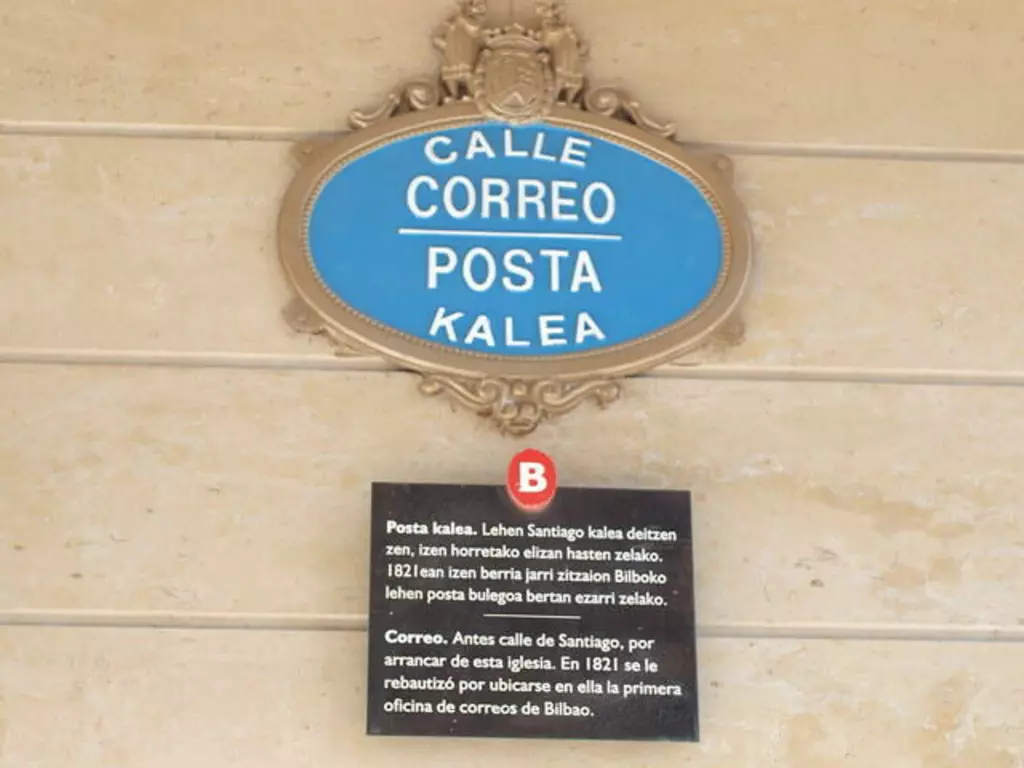 CALLE
CORREO
POSTA
KALEA
B
Posta kalea. Lehen Santiago kalea deitzen
zen, izen horretako elizan hasten zelako.
1821ean izen berria jarri zitzaion Bilboko
lehen posta bulegoa bertan ezarri zelako.
Correo. Antes calle de Santiago, por
arrancar de esta iglesia. En 1821 se le
rebautizó por ubicarse en ella la primera
oficina de correos de Bilbao.